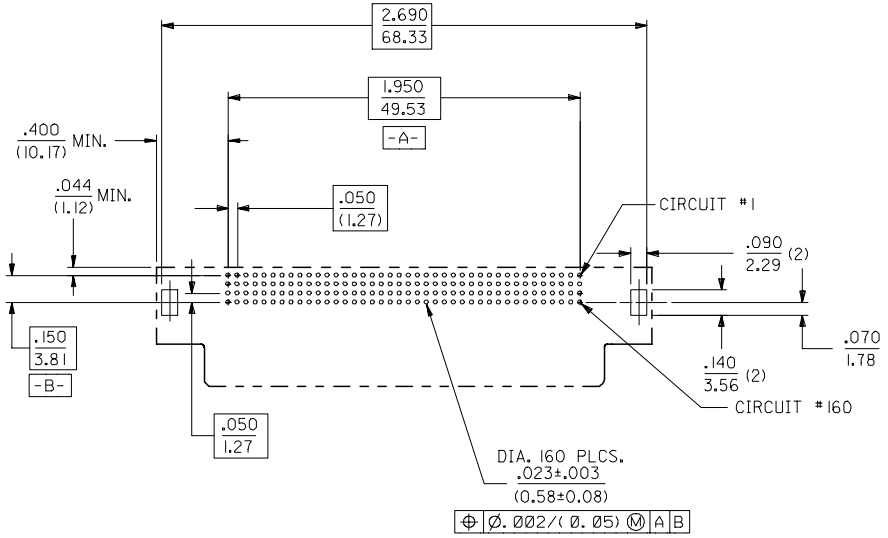 2.690
68.33
1.950
49.53
-A-
.400
(10.17) MIN.
.044
(1.12) MIN.
.050
(1.27)
CIRCUIT #1
.090
2.29 (2)
.150
3.81
-B-
.070
1.78
.140
3.56 (2)
CIRCUIT #160
.050
1.27
DIA. 160 PLCS.
.023±.003
(0.58±0.08)
⌖ Ø.002/(0.05) Ⓜ A B